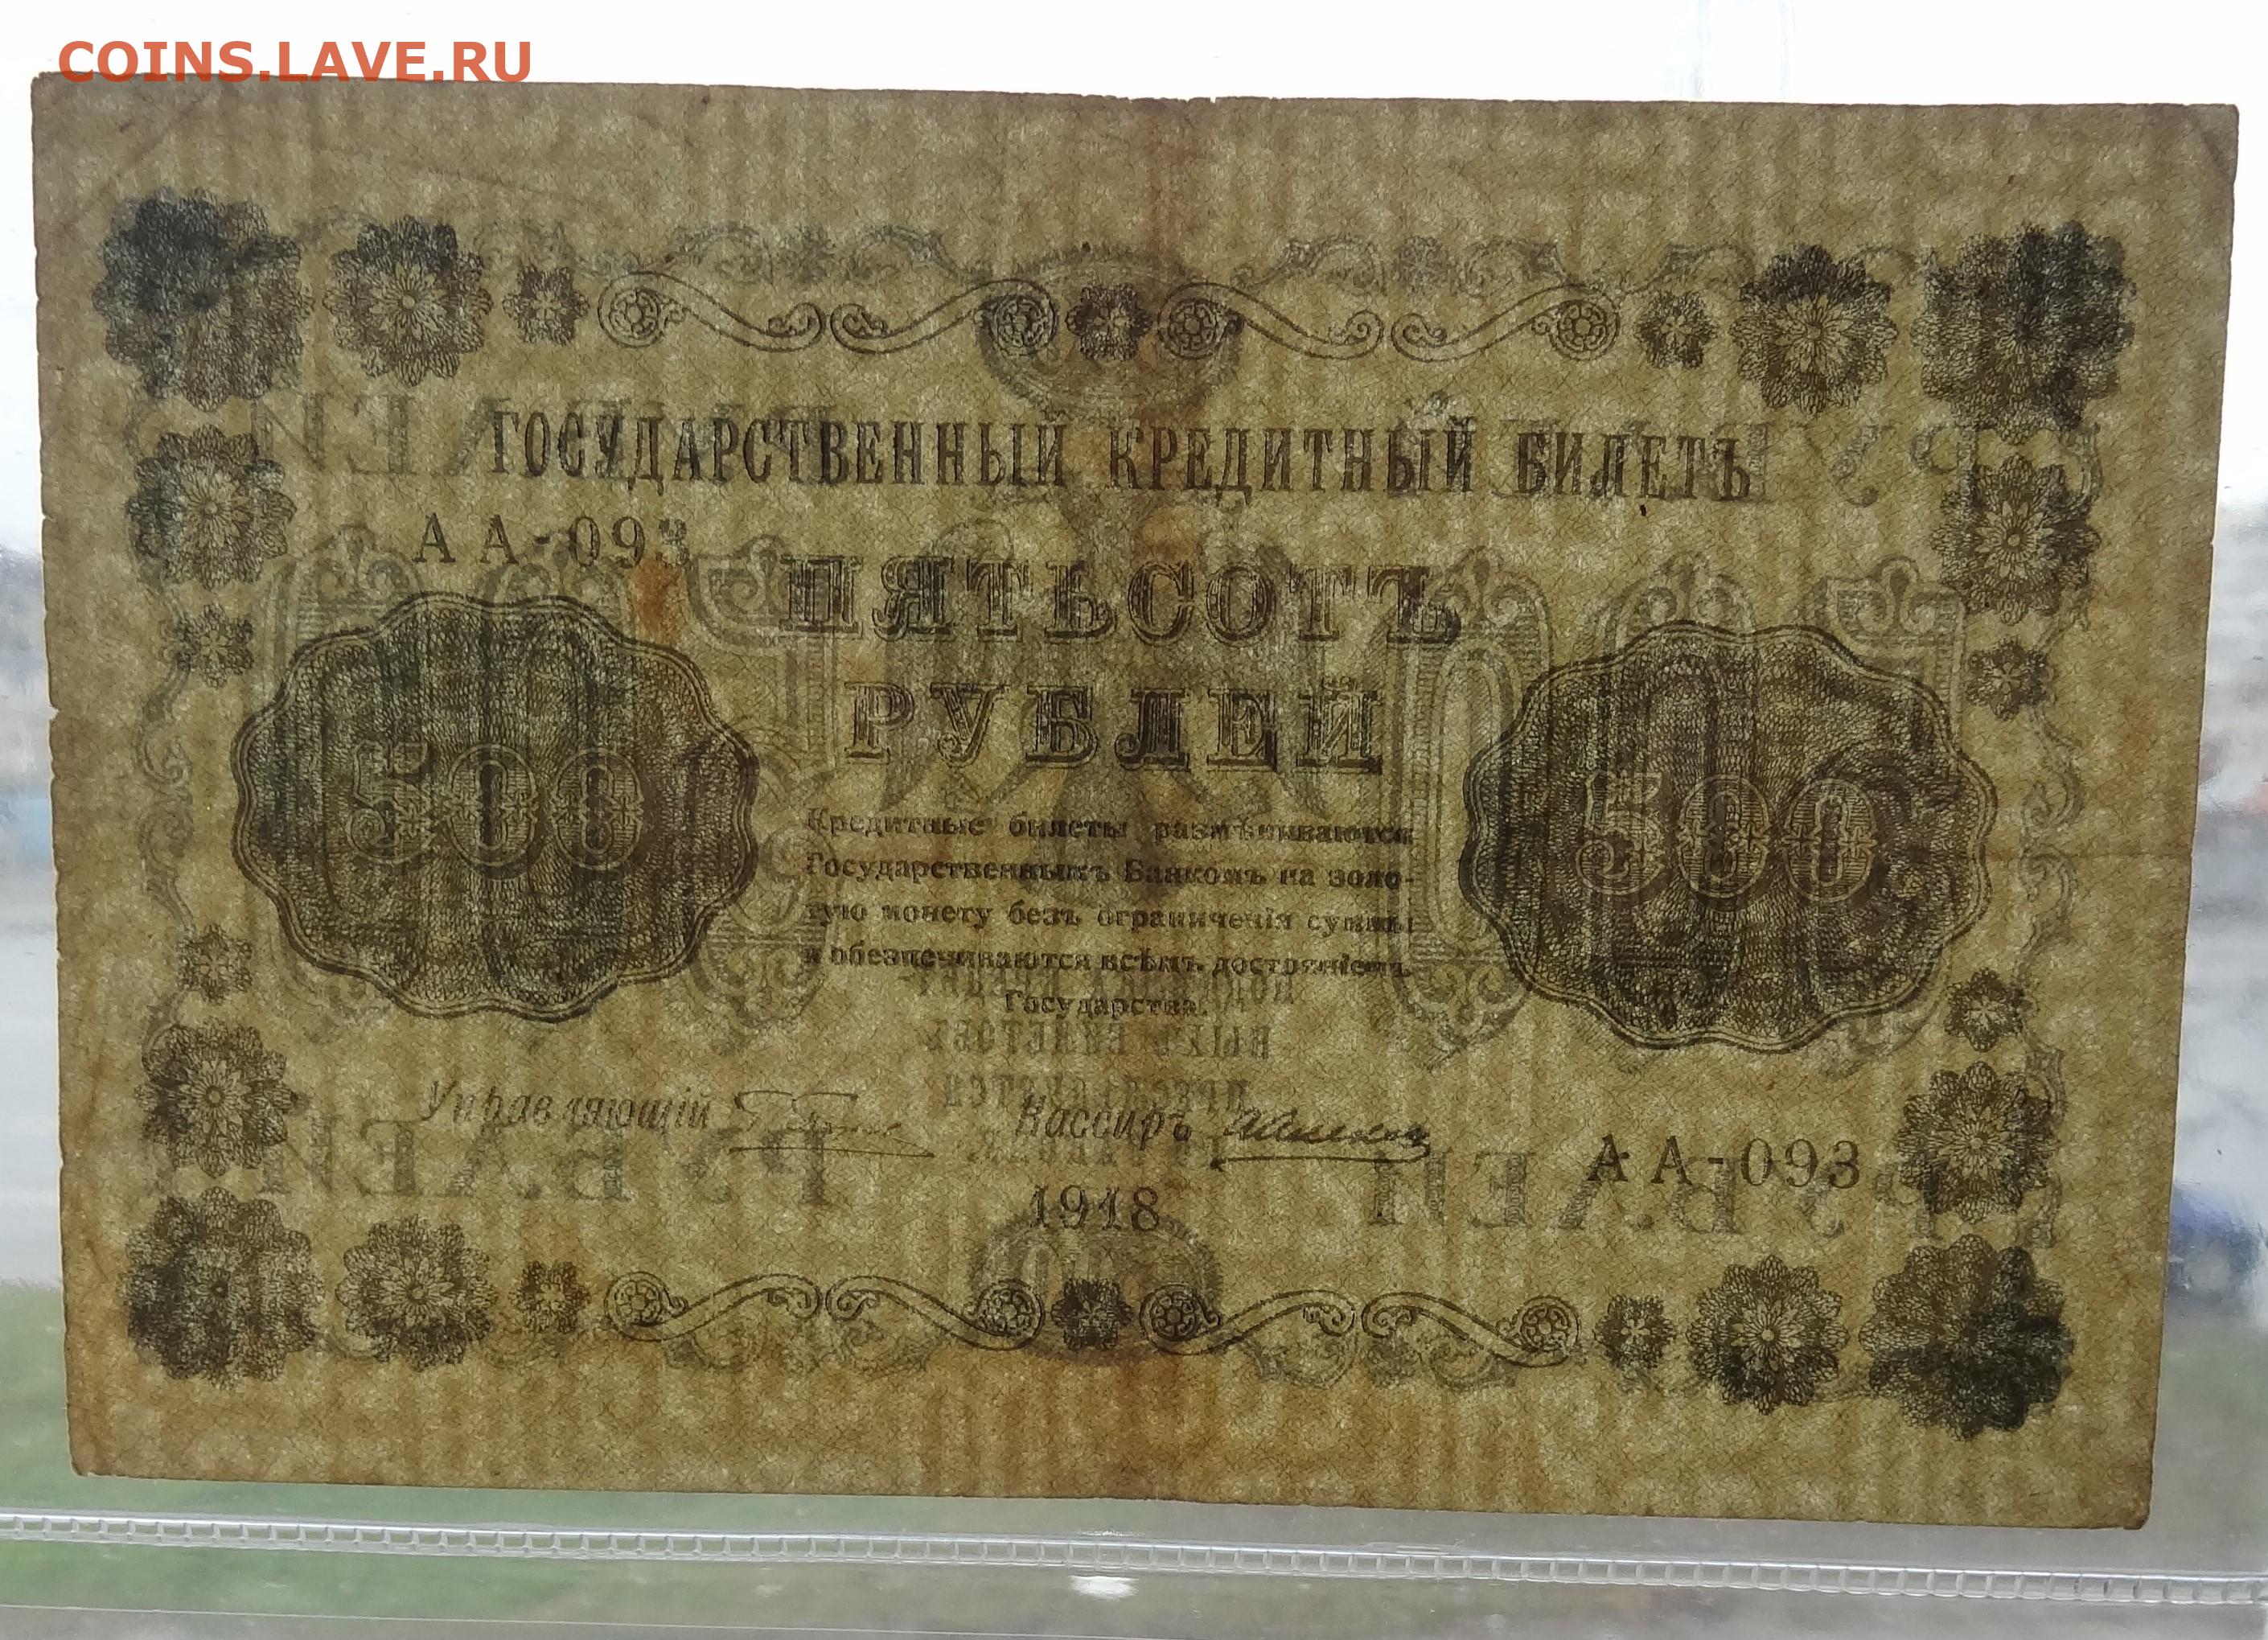 COINS.LAVE.RU
ГОСУДАРСТВЕННЫЙ КРЕДИТНЫЙ БИЛЕТЪ
АА-093
ПЯТЬСОТЪ
РУБЛЕЙ
500
500
Кредитные билеты размѣниваются
Государственнымъ Банкомъ на золо-
тую монету безъ ограниченія суммы
и обезпечиваются всѣмъ достояніемъ
Государства.
Управляющій
Кассиръ
АА-093
1918